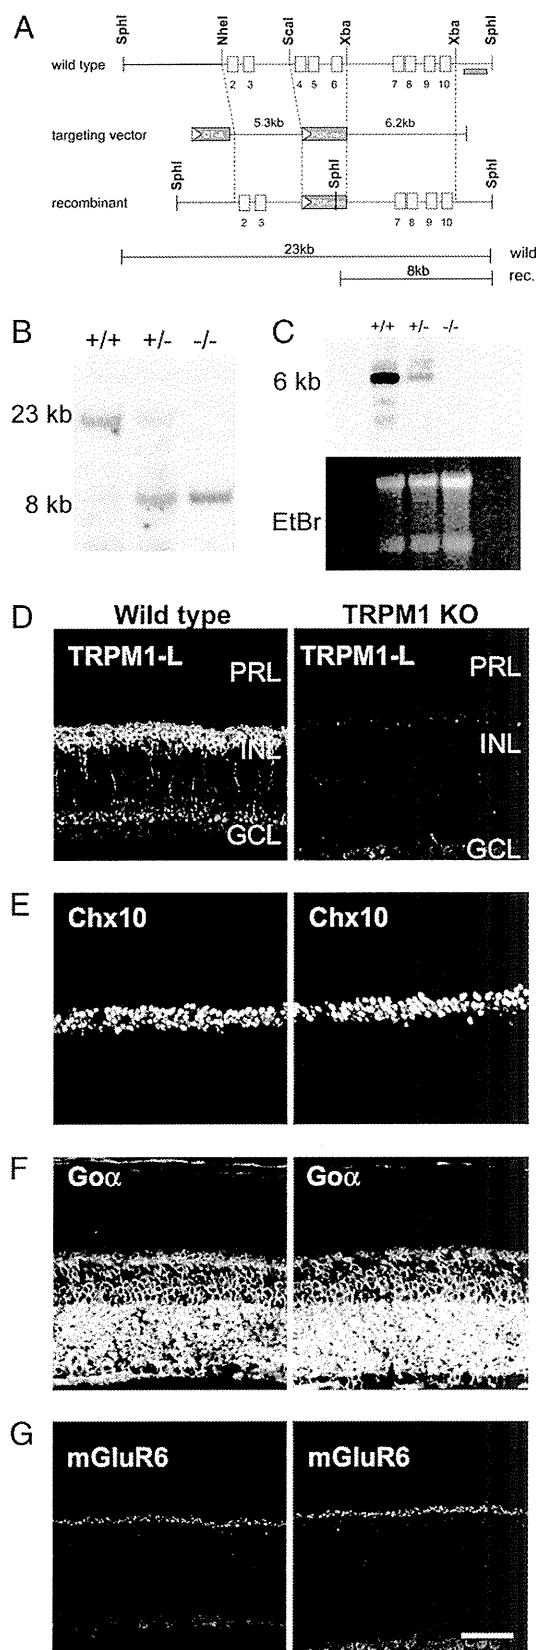 A
SphI NheI ScaI Xba Xba SphI
wild type
2 3 4 5 6 7 8 9 10
5.3kb 6.2kb
targeting vector
SphI SphI SphI
recombinant
2 3 7 8 9 10
23kb wild
8kb rec.
B
+/+ +/- -/-
23 kb
8 kb
C
+/+ +/- -/-
6 kb
EtBr
D
Wild type TRPM1 KO
TRPM1-L TRPM1-L
PRL PRL
INL INL
GCL GCL
E
Chx10 Chx10
F
Goα Goα
G
mGluR6 mGluR6